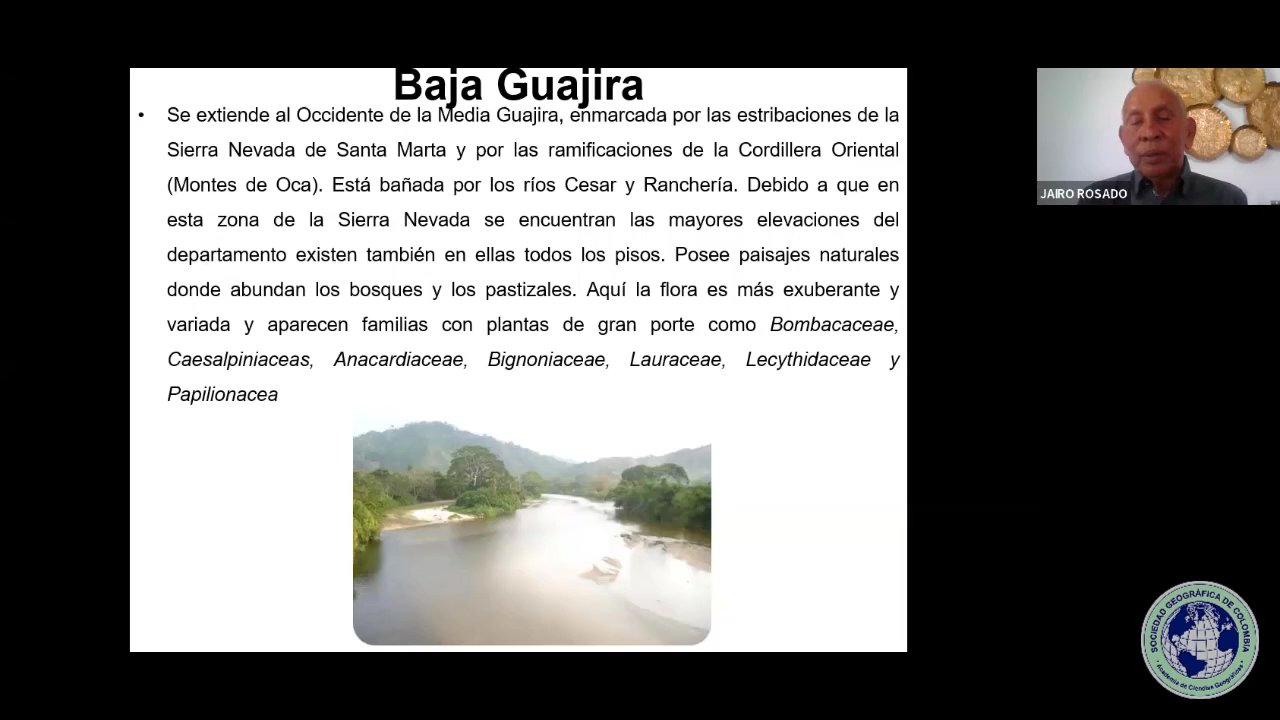 Baja Guajira
• Se extiende al Occidente de la Media Guajira, enmarcada por las estribaciones de la
Sierra Nevada de Santa Marta y por las ramificaciones de la Cordillera Oriental
(Montes de Oca). Está bañada por los ríos Cesar y Ranchería. Debido a que en
esta zona de la Sierra Nevada se encuentran las mayores elevaciones del
departamento existen también en ellas todos los pisos. Posee paisajes naturales
donde abundan los bosques y los pastizales. Aquí la flora es más exuberante y
variada y aparecen familias con plantas de gran porte como Bombacaceae,
Caesalpiniaceas, Anacardiaceae, Bignoniaceae, Lauraceae, Lecythidaceae y
Papilionacea
JAIRO ROSADO
SOCIEDAD GEOGRÁFICA DE COLOMBIA
Academia de Ciencias Geográficas